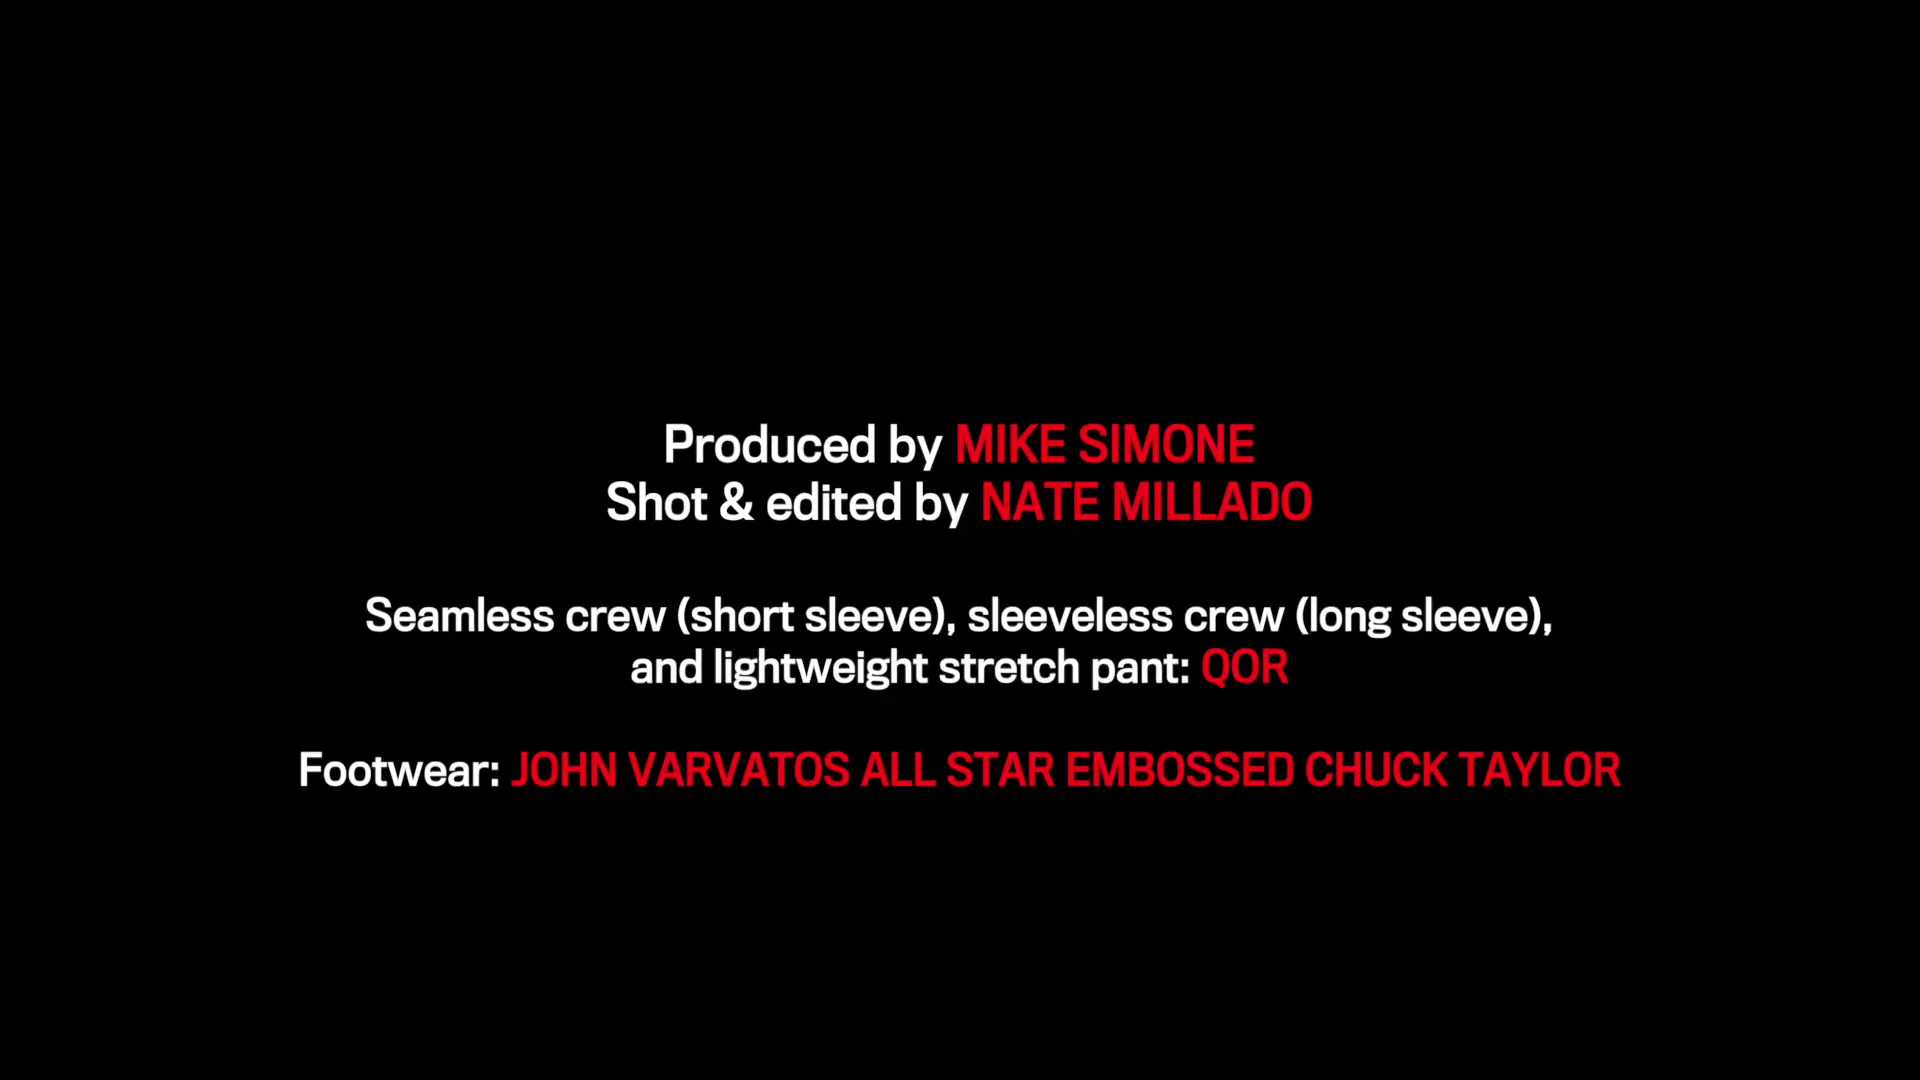 Produced by MIKE SIMONE
Shot & edited by NATE MILLADO
Seamless crew (short sleeve), sleeveless crew (long sleeve),
and lightweight stretch pant: QOR
Footwear: JOHN VARVATOS ALL STAR EMBOSSED CHUCK TAYLOR